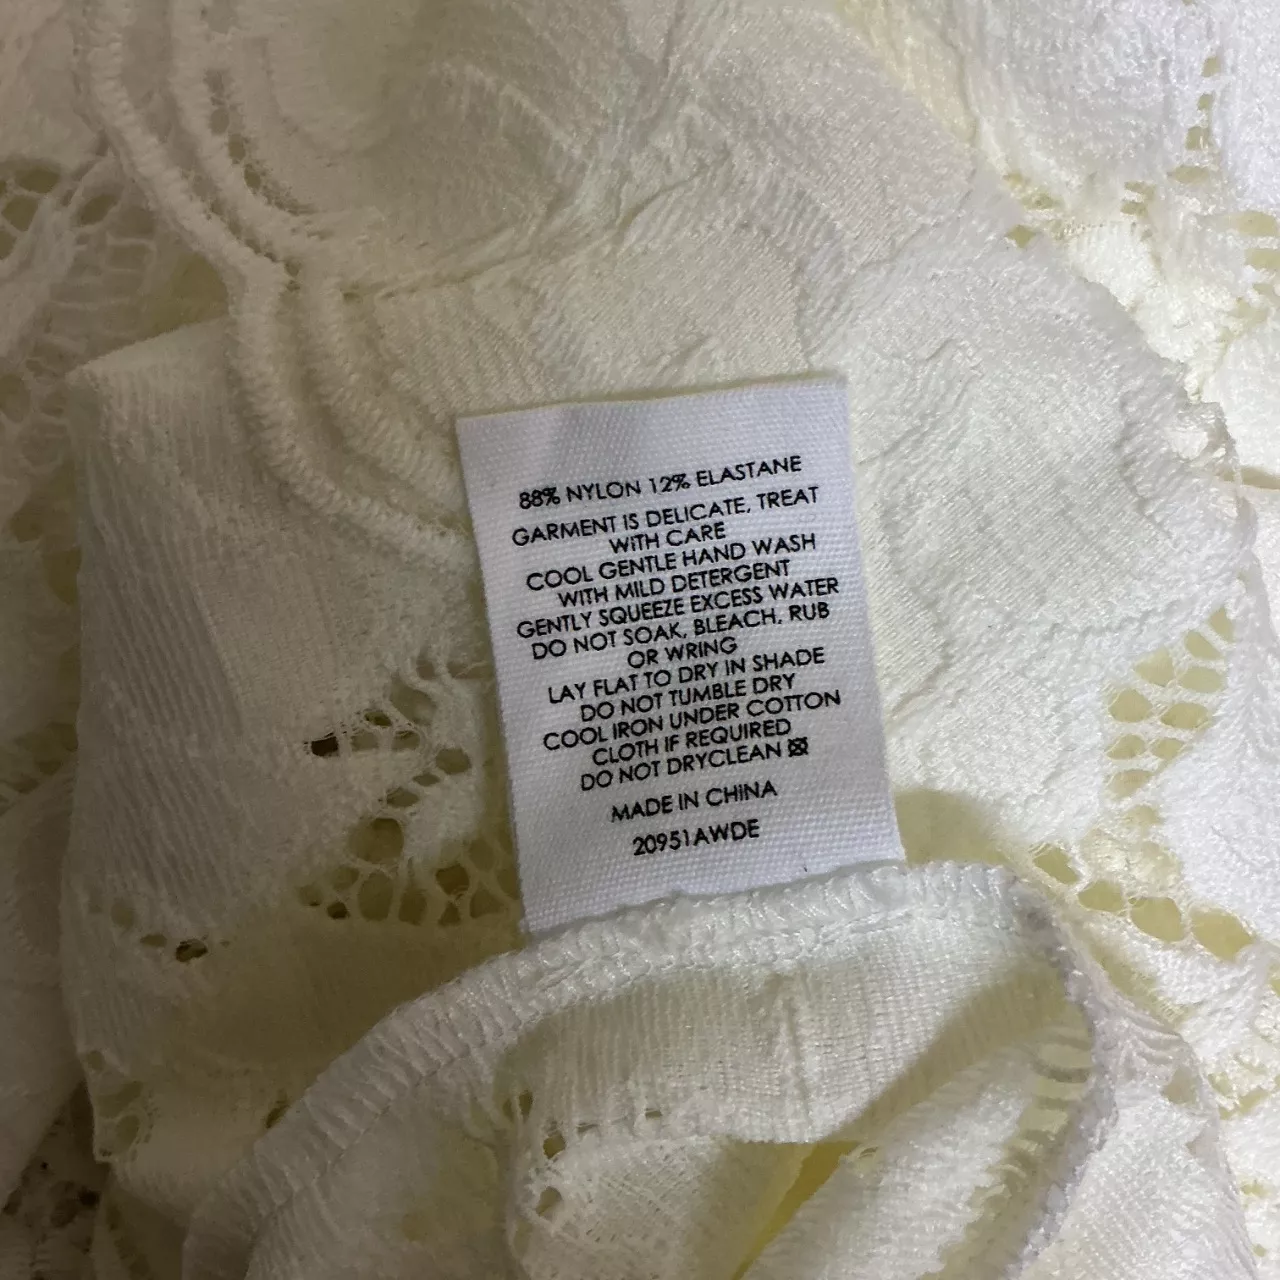 88% NYLON 12% ELASTANE
GARMENT IS DELICATE, TREAT
WITH CARE
COOL GENTLE HAND WASH
WITH MILD DETERGENT
GENTLY SQUEEZE EXCESS WATER
DO NOT SOAK, BLEACH, RUB
OR WRING
LAY FLAT TO DRY IN SHADE
DO NOT TUMBLE DRY
COOL IRON UNDER COTTON
CLOTH IF REQUIRED
DO NOT DRYCLEAN
MADE IN CHINA
20951AWDE